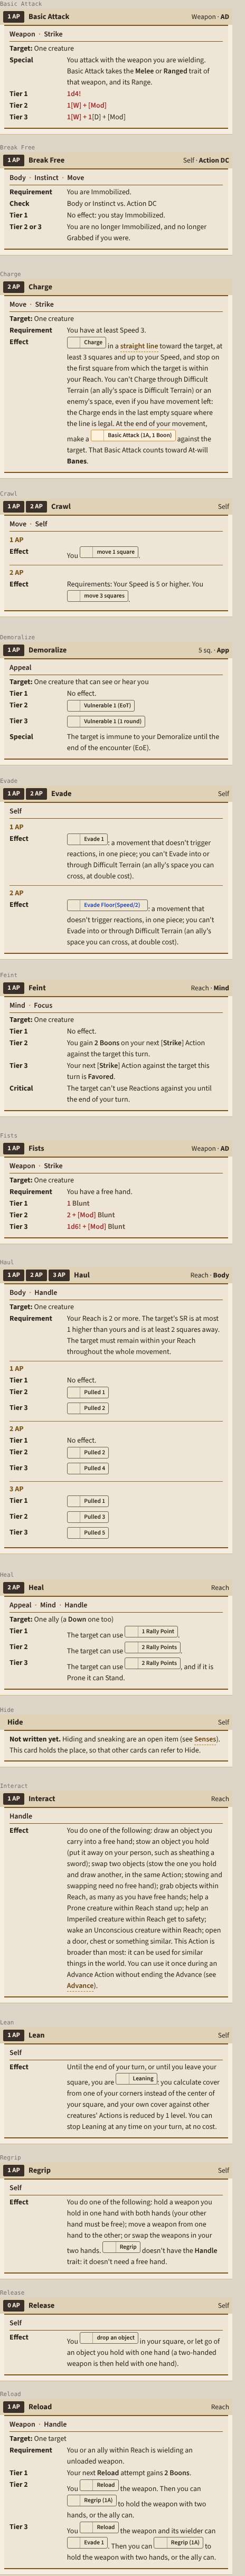 Basic Attack
1 AP Basic Attack Weapon · AD
Weapon · Strike
Target: One creature
Special You attack with the weapon you are wielding.
Basic Attack takes the Melee or Ranged trait of
that weapon, and its Range.
Tier 1 1d4!
Tier 2 1[W] + [Mod]
Tier 3 1[W] + 1[D] + [Mod]
Break Free
1 AP Break Free Self · Action DC
Body · Instinct · Move
Requirement You are Immobilized.
Check Body or Instinct vs. Action DC
Tier 1 No effect: you stay Immobilized.
Tier 2 or 3 You are no longer Immobilized, and no longer
Grabbed if you were.
Charge
2 AP Charge
Move · Strike
Target: One creature
Requirement You have at least Speed 3.
Effect Charge in a straight line toward the target, at
least 3 squares and up to your Speed, and stop on
the first square from which the target is within
your Reach. You can't Charge through Difficult
Terrain (an ally's space is Difficult Terrain) or an
enemy's space, even if you have another movement:
the Charge ends in the last empty square where
the line is legal. At the end of your movement,
make a Basic Attack (1A, 1 Boon) against the
target. That Basic Attack counts toward At-will
Banes.
Crawl
1 AP 2 AP Crawl Self
Move · Self
1 AP
Effect You move 1 square
2 AP
Effect Requirements: Your Speed is 5 or higher. You
move 3 squares
Demoralize
1 AP Demoralize 5 sq. · App
Appeal
Target: One creature that can see or hear you
Tier 1 No effect.
Tier 2 Vulnerable 1 (EoT)
Tier 3 Vulnerable 1 (1 round)
Special The target is immune to your Demoralize until the
end of the encounter (EoE).
Evade
1 AP 2 AP Evade Self
Self
1 AP
Effect Evade 1 : a movement that doesn't trigger
reactions, in one piece; you can't Evade into or
through Difficult Terrain (an ally's space can you
cross, at double cost).
2 AP
Effect Evade Floor(Speed/2) : a movement that
doesn't trigger reactions, in one piece; you can't
Evade into or through Difficult Terrain (an ally's
space you can cross, at double cost).
Feint
1 AP Feint Reach · Mind
Mind · Focus
Target: One creature
Tier 1 No effect.
Tier 2 You gain 2 Boons on your next [Strike] Action
against the target this turn.
Tier 3 Your next [Strike] Action against the target this
turn is Favored.
Critical The target can't use Reactions against you until
the end of your turn.
Fists
1 AP Fists Weapon · AD
Weapon · Strike
Target: One creature
Requirement You have a free hand.
Tier 1 1 Blunt
Tier 2 2 + [Mod] Blunt
Tier 3 1d6! + [Mod] Blunt
Haul
1 AP 2 AP 3 AP Haul Reach · Body
Body · Handle
Target: One creature
Requirement Your Reach is 2 or more. The target's SR is at most
1 higher than yours and is at least 2 squares away.
The target must remain within your Reach
throughout the whole movement.
1 AP
Tier 1 No effect.
Tier 2 Pulled 1
Tier 3 Pulled 2
2 AP
Tier 1 No effect.
Tier 2 Pulled 2
Tier 3 Pulled 4
3 AP
Tier 1 Pulled 1
Tier 2 Pulled 3
Tier 3 Pulled 5
Heal
2 AP Heal Reach
Appeal · Mind · Handle
Target: One ally (a Down one too)
Tier 1 The target can use 1 Rally Point
Tier 2 The target can use 2 Rally Points
Tier 3 The target can use 2 Rally Points , and if it is
Prone it can Stand.
Hide
Hide Self
Not written yet. Hiding and sneaking are an open item (see Senses).
This card holds the place, so that other cards can refer to Hide.
Interact
1 AP Interact Reach
Handle
Effect You do one of the following: draw an object you
carry into a free hand; stow an object you hold
(put it away on your person, such as sheathing a
sword); swap two objects (stow the one you hold
and draw another, in the same Action; stowing and
swapping need no free hand); grab objects within
Reach, as many as you have free hands; help a
Prone creature within Reach stand up; help an
Imperiled creature within Reach get to safety;
wake an Unconscious creature within Reach; open
a door, chest or something similar. This Action is
broader than most: it can be used for similar
things in the world. You can use it once during an
Advance Action without ending the Advance (see
Advance).
Lean
1 AP Lean Self
Self
Effect Until the end of your turn, or until you leave your
square, you are Leaning : you calculate cover
from one of your corners instead of the center of
your square, and your own cover against other
creatures' Actions is reduced by 1 level. You can
stop Leaning at any time on your turn, at no cost.
Regrip
1 AP Regrip Self
Self
Effect You do one of the following: hold a weapon you
hold in one hand with both hands (your other
hand must be free); move a weapon from one
hand to the other; or swap the weapons in your
two hands. Regrip doesn't have the Handle
trait: it doesn't need a free hand.
Release
0 AP Release Self
Self
Effect You drop an object in your square, or let go of
an object you hold with one hand (a two-handed
weapon is then held with one hand).
Reload
1 AP Reload Reach
Weapon · Handle
Target: One target
Requirement You or an ally within Reach is wielding an
unloaded weapon.
Tier 1 Your next Reload attempt gains 2 Boons.
Tier 2 You Reload the weapon. Then you can
Regrip (1A) to hold the weapon with two
hands, or the ally can.
Tier 3 You Reload the weapon and its wielder can
Evade 1 . Then you can Regrip (1A) to
hold the weapon with two hands, or the ally can.